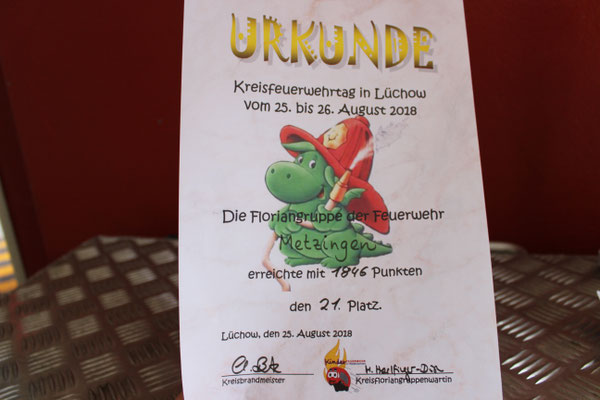 URKUNDE
Kreisfeuerwehrtag in Lüchow
vom 25. bis 26. August 2018
Die Floriangruppe der Feuerwehr
Metzingen
erreichte mit 1846 Punkten
den 21. Platz.
Lüchow, den 25. August 2018
Kinder
Kreisbrandmeister
Kreisfloriangruppenwartin